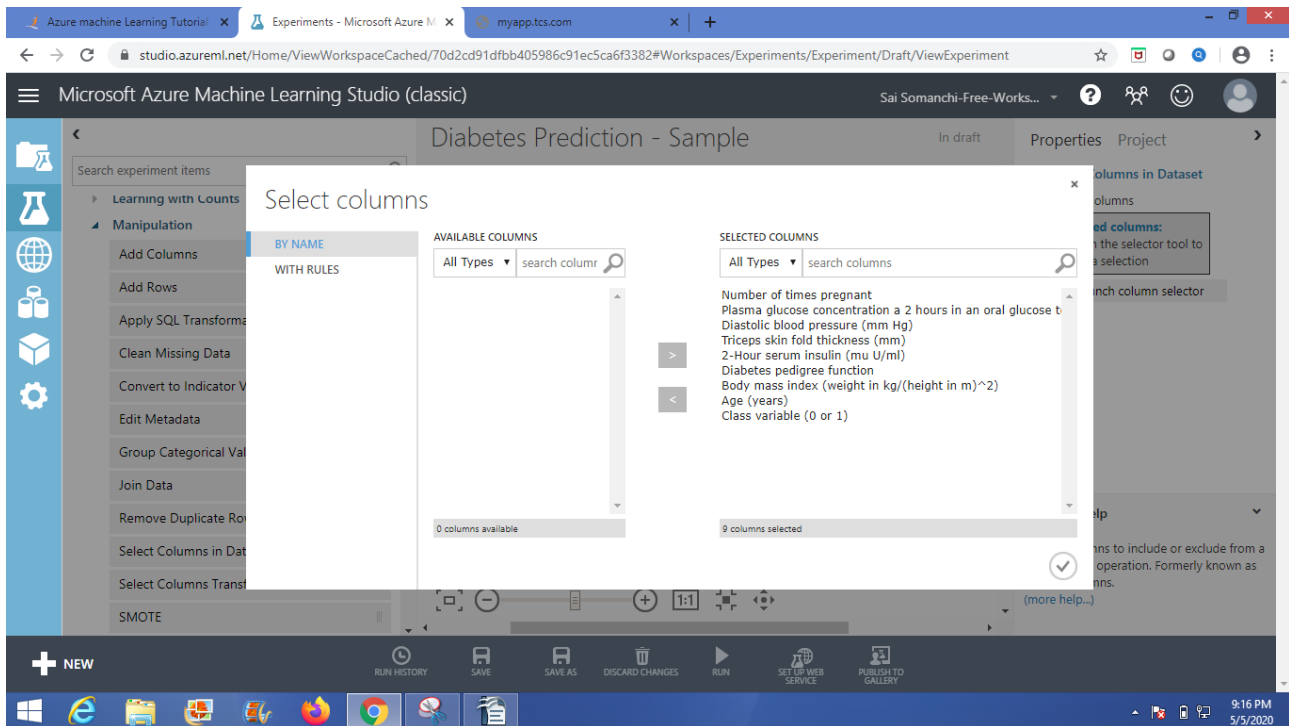 Azure machine Learning Tutorial
Experiments - Microsoft Azure M
myapp.tcs.com
studio.azureml.net/Home/ViewWorkspaceCached/70d2cd91dfbb405986c91ec5ca6f3382#Workspaces/Experiments/Experiment/Draft/ViewExperiment
Microsoft Azure Machine Learning Studio (classic)
Sai Somanchi-Free-Works...
Diabetes Prediction - Sample
In draft
Properties Project
Search experiment items
Learning with Counts
Manipulation
Add Columns
Add Rows
Apply SQL Transforma
Clean Missing Data
Convert to Indicator V
Edit Metadata
Group Categorical Val
Join Data
Remove Duplicate Ro
Select Columns in Dat
Select Columns Transf
SMOTE
Select columns
BY NAME
WITH RULES
AVAILABLE COLUMNS
All Types
search columr
0 columns available
>
<
SELECTED COLUMNS
All Types
search columns
Number of times pregnant
Plasma glucose concentration a 2 hours in an oral glucose t
Diastolic blood pressure (mm Hg)
Triceps skin fold thickness (mm)
2-Hour serum insulin (mu U/ml)
Diabetes pedigree function
Body mass index (weight in kg/(height in m)^2)
Age (years)
Class variable (0 or 1)
9 columns selected
olumns in Dataset
olumns
ed columns:
n the selector tool to
a selection
nch column selector
elp
nns to include or exclude from a
operation. Formerly known as
nns.
(more help...)
1:1
NEW
RUN HISTORY
SAVE
SAVE AS
DISCARD CHANGES
RUN
SET UP WEB
SERVICE
PUBLISH TO
GALLERY
9:16 PM
5/5/2020